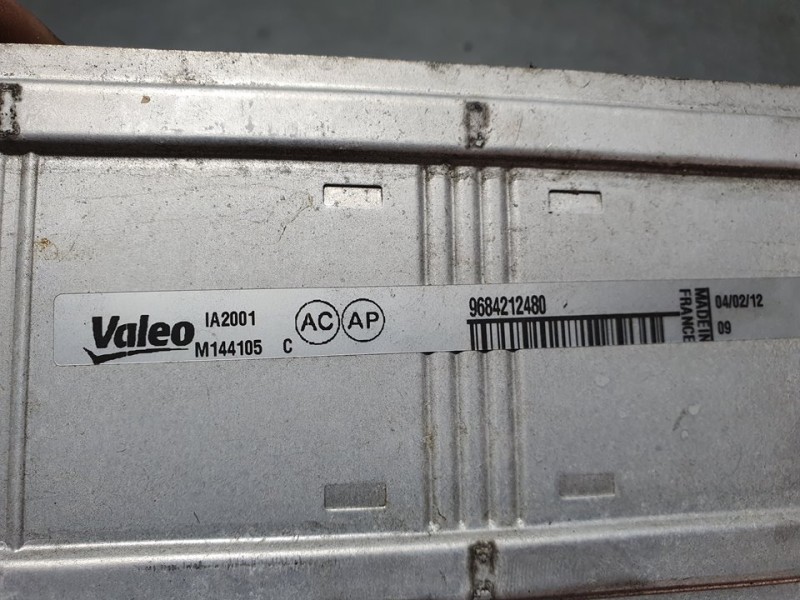 Valeo
IA2001
M144105 C
AC AP
9684212480
MADE IN
FRANCE
04/02/12
09